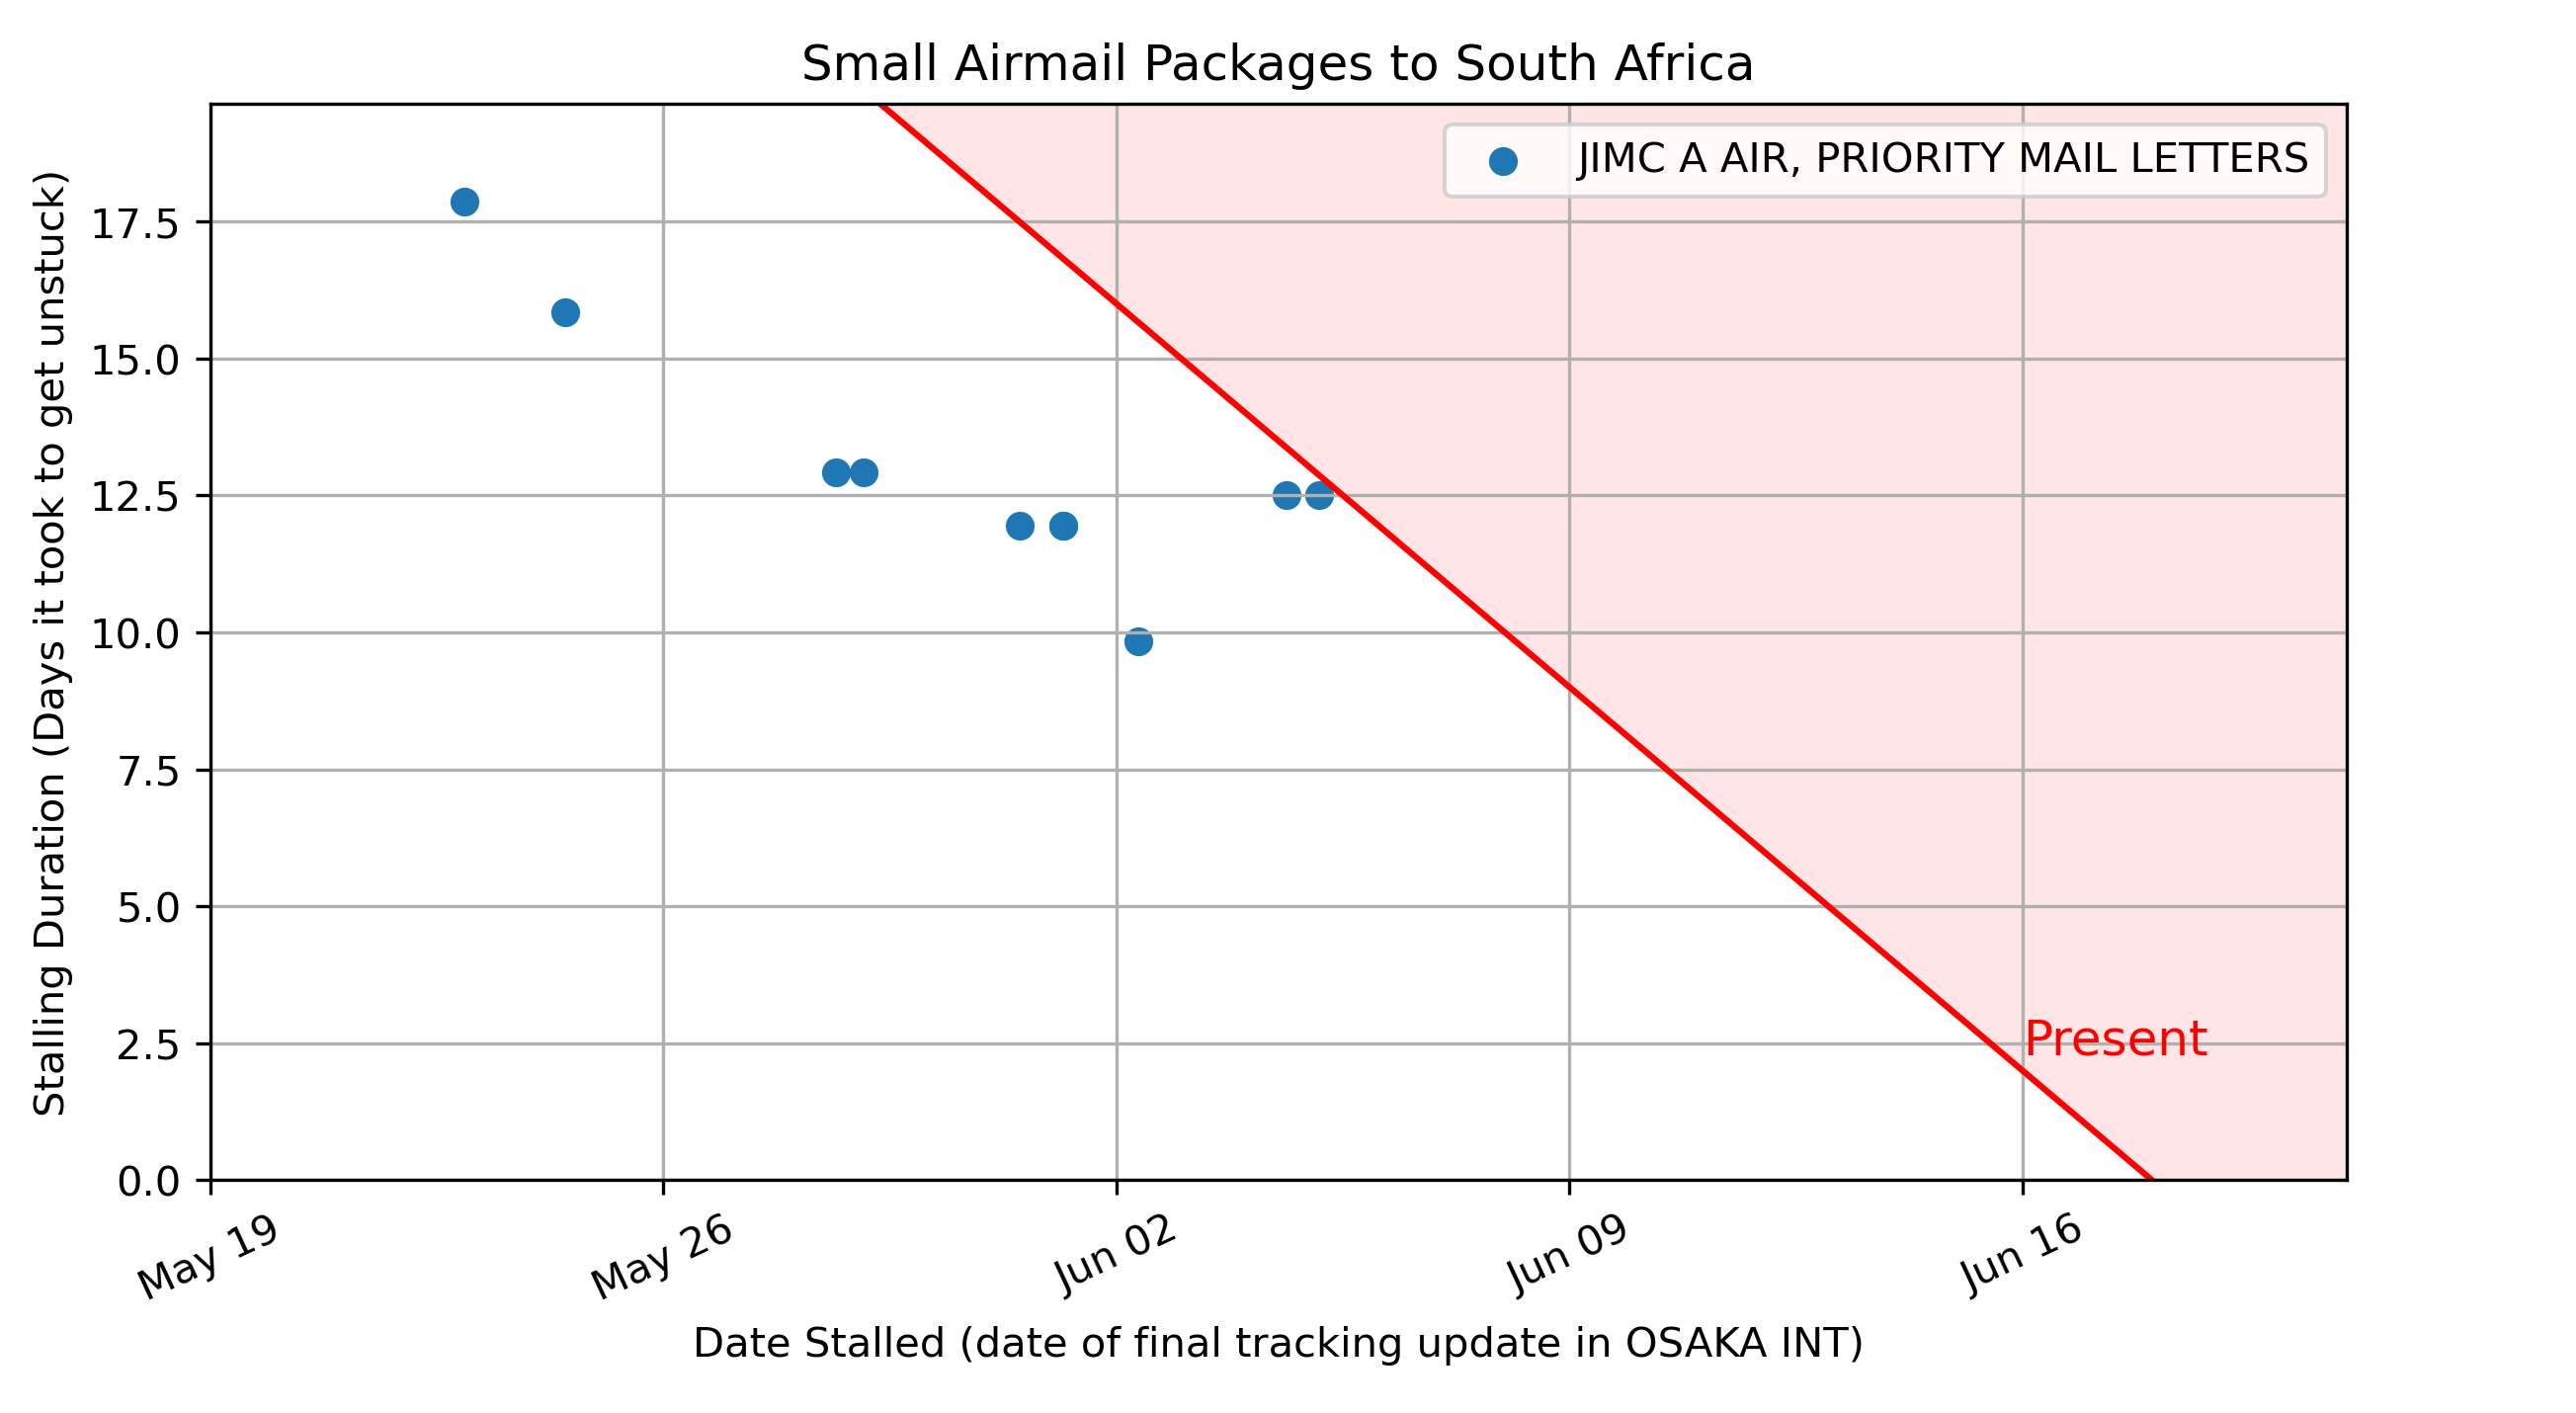 Small Airmail Packages to South Africa
JIMC A AIR, PRIORITY MAIL LETTERS
Stalling Duration (Days it took to get unstuck)
17.5
15.0
12.5
10.0
7.5
5.0
2.5
0.0
Present
May 19
May 26
Jun 02
Jun 09
Jun 16
Date Stalled (date of final tracking update in OSAKA INT)